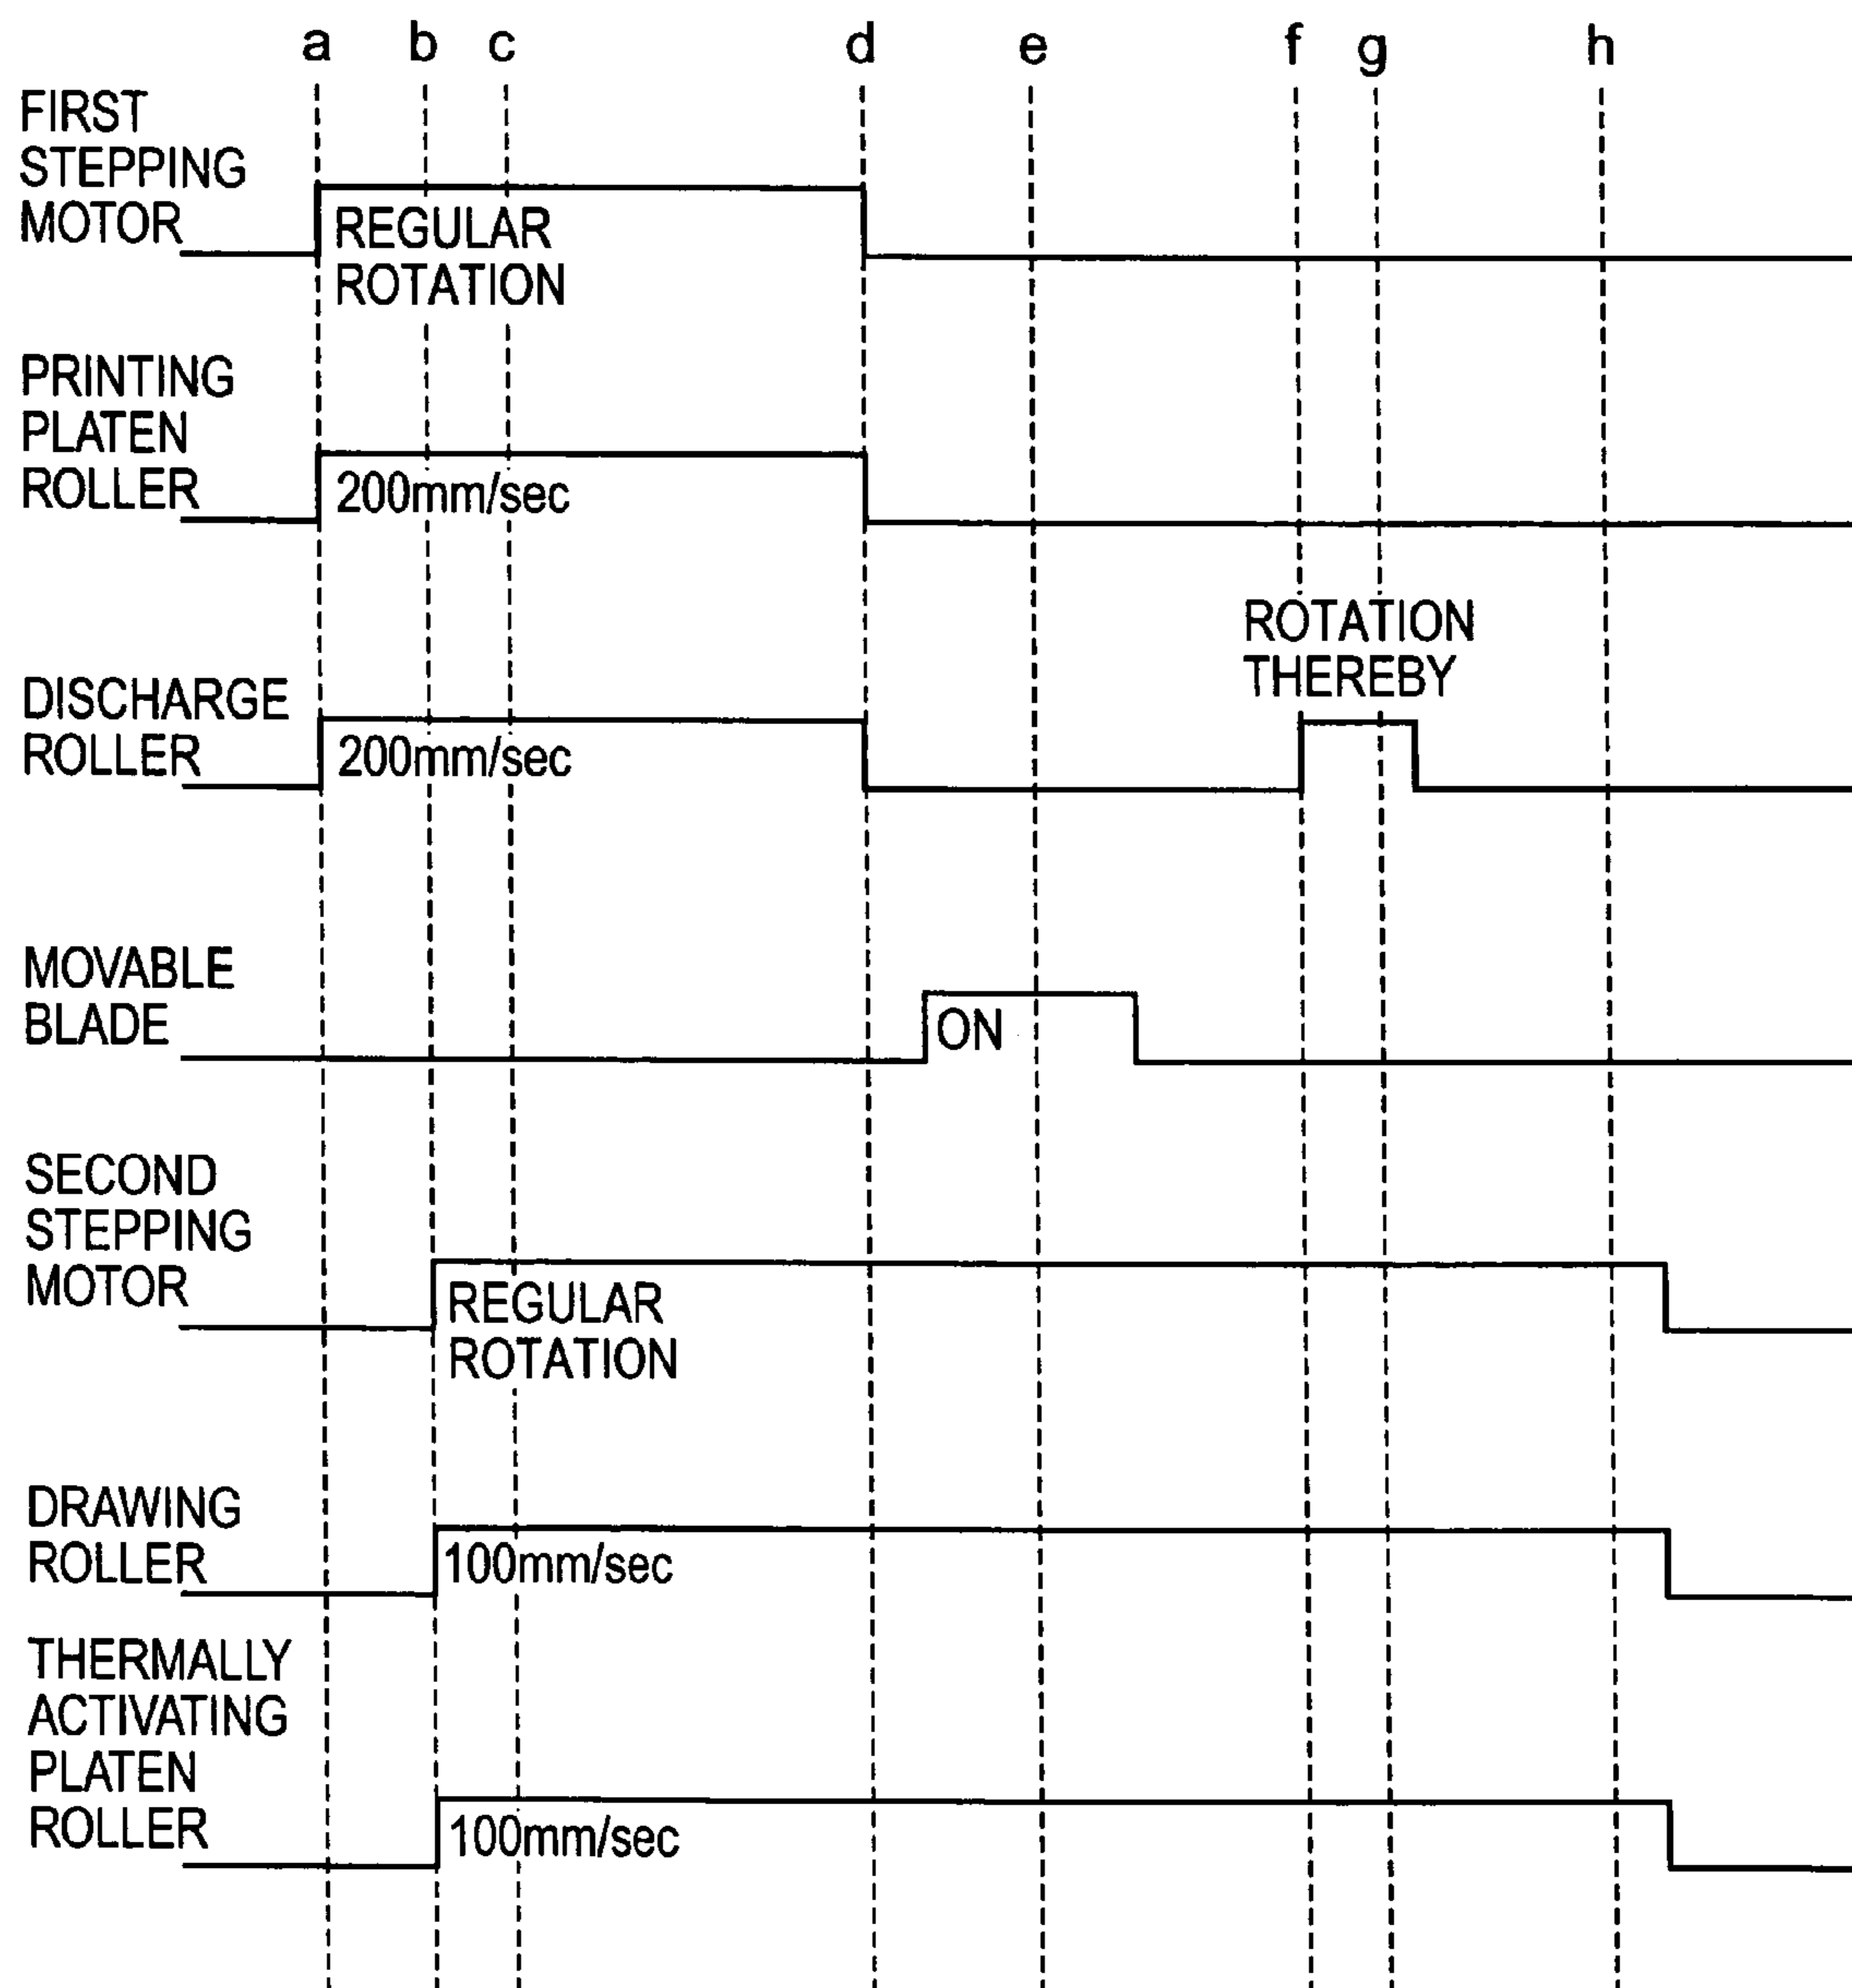 a b c d e f g h
FIRST
STEPPING
MOTOR
REGULAR
ROTATION
PRINTING
PLATEN
ROLLER
200mm/sec
ROTATION
THEREBY
DISCHARGE
ROLLER
200mm/sec
MOVABLE
BLADE
ON
SECOND
STEPPING
MOTOR
REGULAR
ROTATION
DRAWING
ROLLER
100mm/sec
THERMALLY
ACTIVATING
PLATEN
ROLLER
100mm/sec